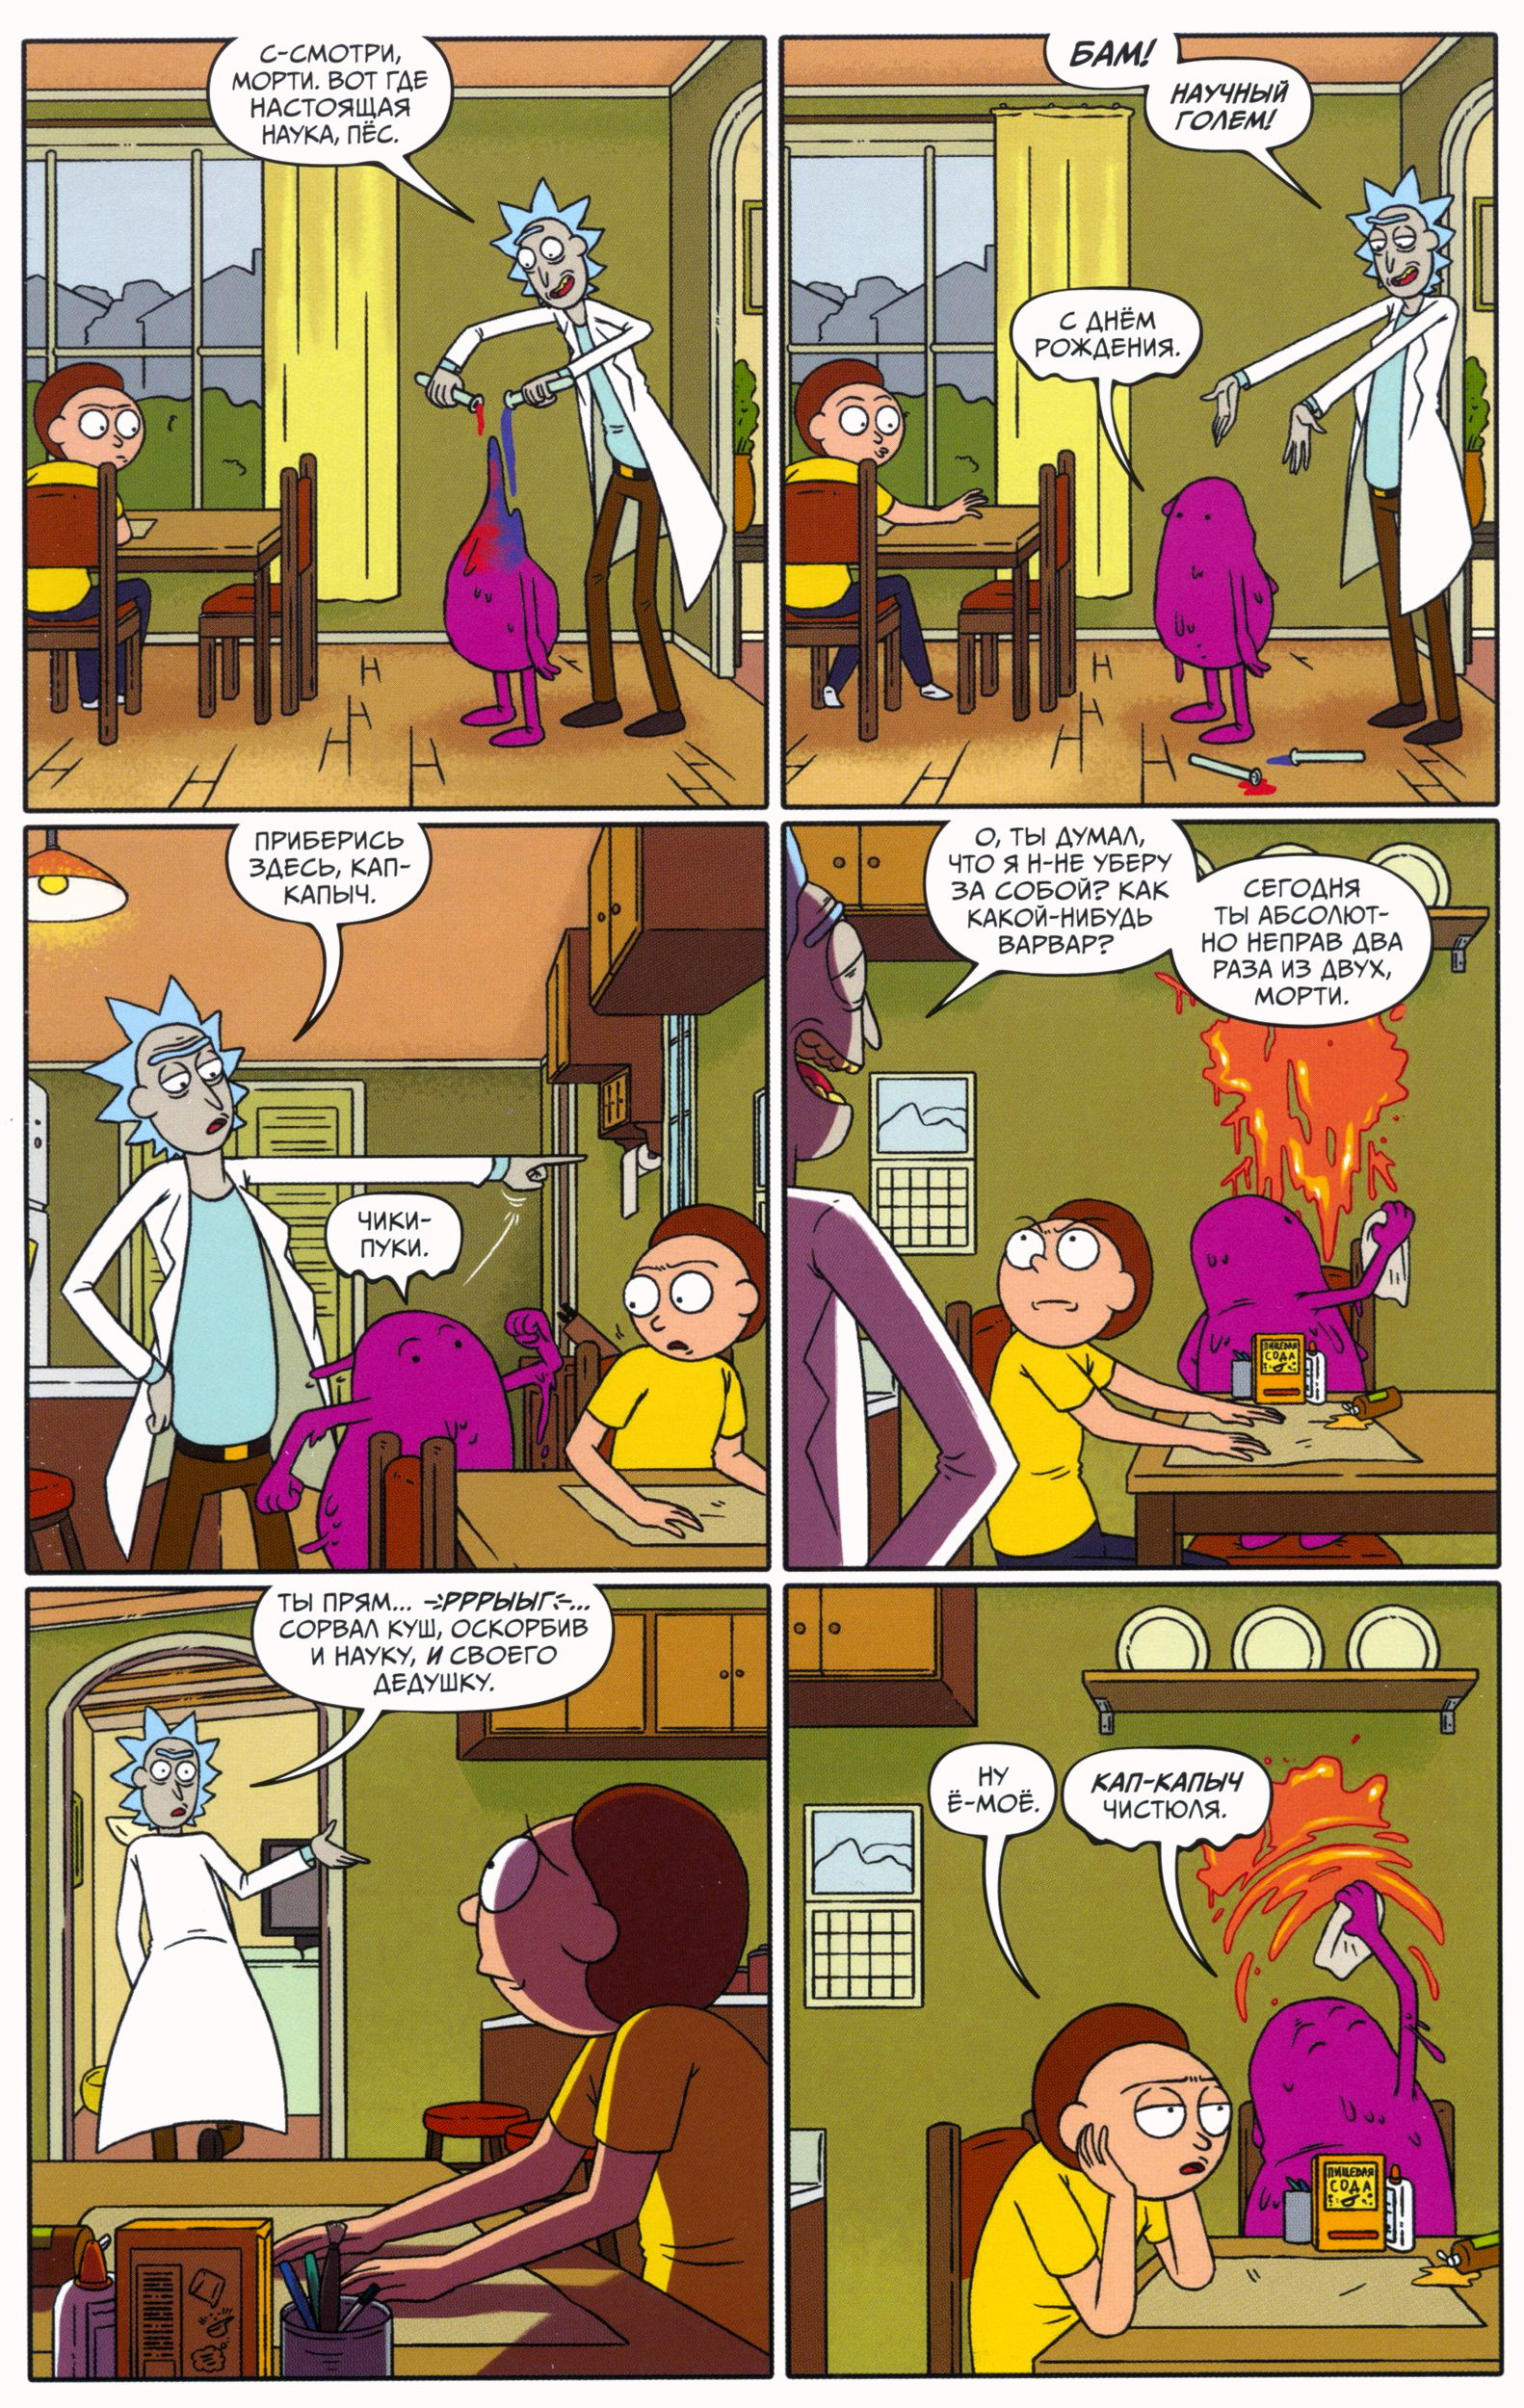 С-СМОТРИ,
МОРТИ. ВОТ ГДЕ
НАСТОЯЩАЯ
НАУКА, ПЁС.
БАМ!
НАУЧНЫЙ
ГОЛЕМ!
С ДНЁМ
РОЖДЕНИЯ.
ПРИБЕРИСЬ
ЗДЕСЬ, КАП-
КАПЫЧ.
ЧИКИ-
ПУКИ.
О, ТЫ ДУМАЛ,
ЧТО Я Н-НЕ УБЕРУ
ЗА СОБОЙ? КАК
КАКОЙ-НИБУДЬ
ВАРВАР?
СЕГОДНЯ
ТЫ АБСОЛЮТ-
НО НЕПРАВ ДВА
РАЗА ИЗ ДВУХ,
МОРТИ.
ПИЩЕВАЯ
СОДА
ТЫ ПРЯМ... РРРЫЫГ...
СОРВАЛ КУШ, ОСКОРБИВ
И НАУКУ, И СВОЕГО
ДЕДУШКУ.
НУ
Ё-МОЁ.
КАП-КАПЫЧ
ЧИСТЮЛЯ.
ПИЩЕВАЯ
СОДА